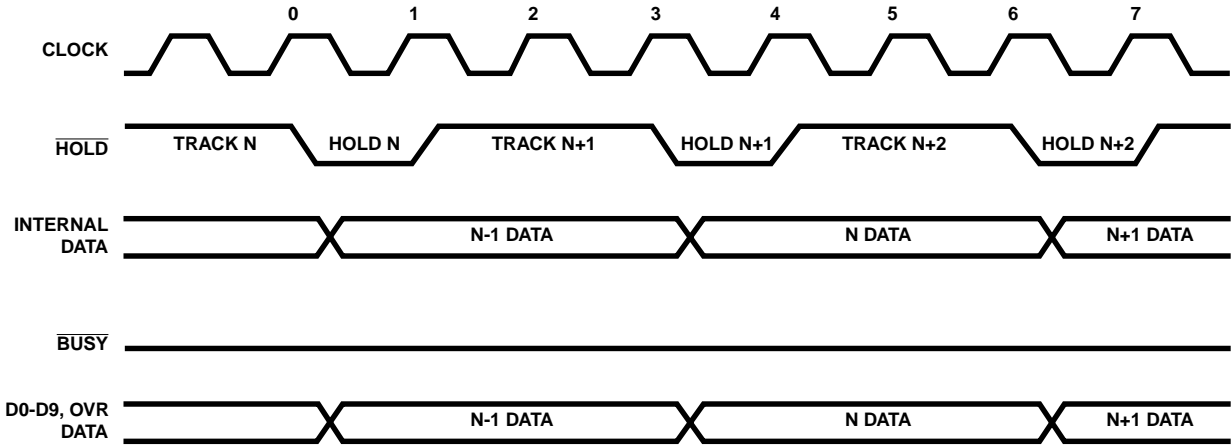 0 1 2 3 4 5 6 7
CLOCK
HOLD TRACK N HOLD N TRACK N+1 HOLD N+1 TRACK N+2 HOLD N+2
INTERNAL
DATA N-1 DATA N DATA N+1 DATA
BUSY
D0-D9, OVR
DATA N-1 DATA N DATA N+1 DATA